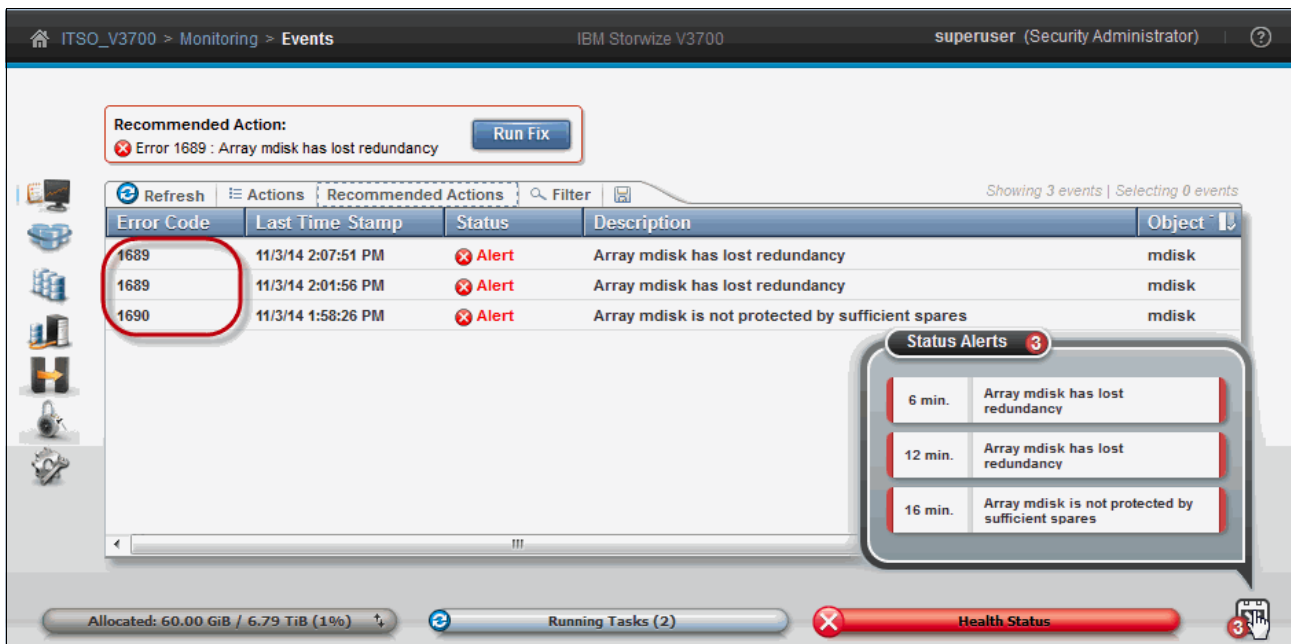 ITSO_V3700 > Monitoring > Events IBM Storwize V3700 superuser (Security Administrator) ?
Recommended Action:
Error 1689 : Array mdisk has lost redundancy
Run Fix
Refresh Actions Recommended Actions Filter Showing 3 events | Selecting 0 events
Error Code Last Time Stamp Status Description Object
1689 11/3/14 2:07:51 PM Alert Array mdisk has lost redundancy mdisk
1689 11/3/14 2:01:56 PM Alert Array mdisk has lost redundancy mdisk
1690 11/3/14 1:58:26 PM Alert Array mdisk is not protected by sufficient spares mdisk
Status Alerts 3
6 min. Array mdisk has lost
redundancy
12 min. Array mdisk has lost
redundancy
16 min. Array mdisk is not protected by
sufficient spares
Allocated: 60.00 GiB / 6.79 TiB (1%) Running Tasks (2) Health Status 3